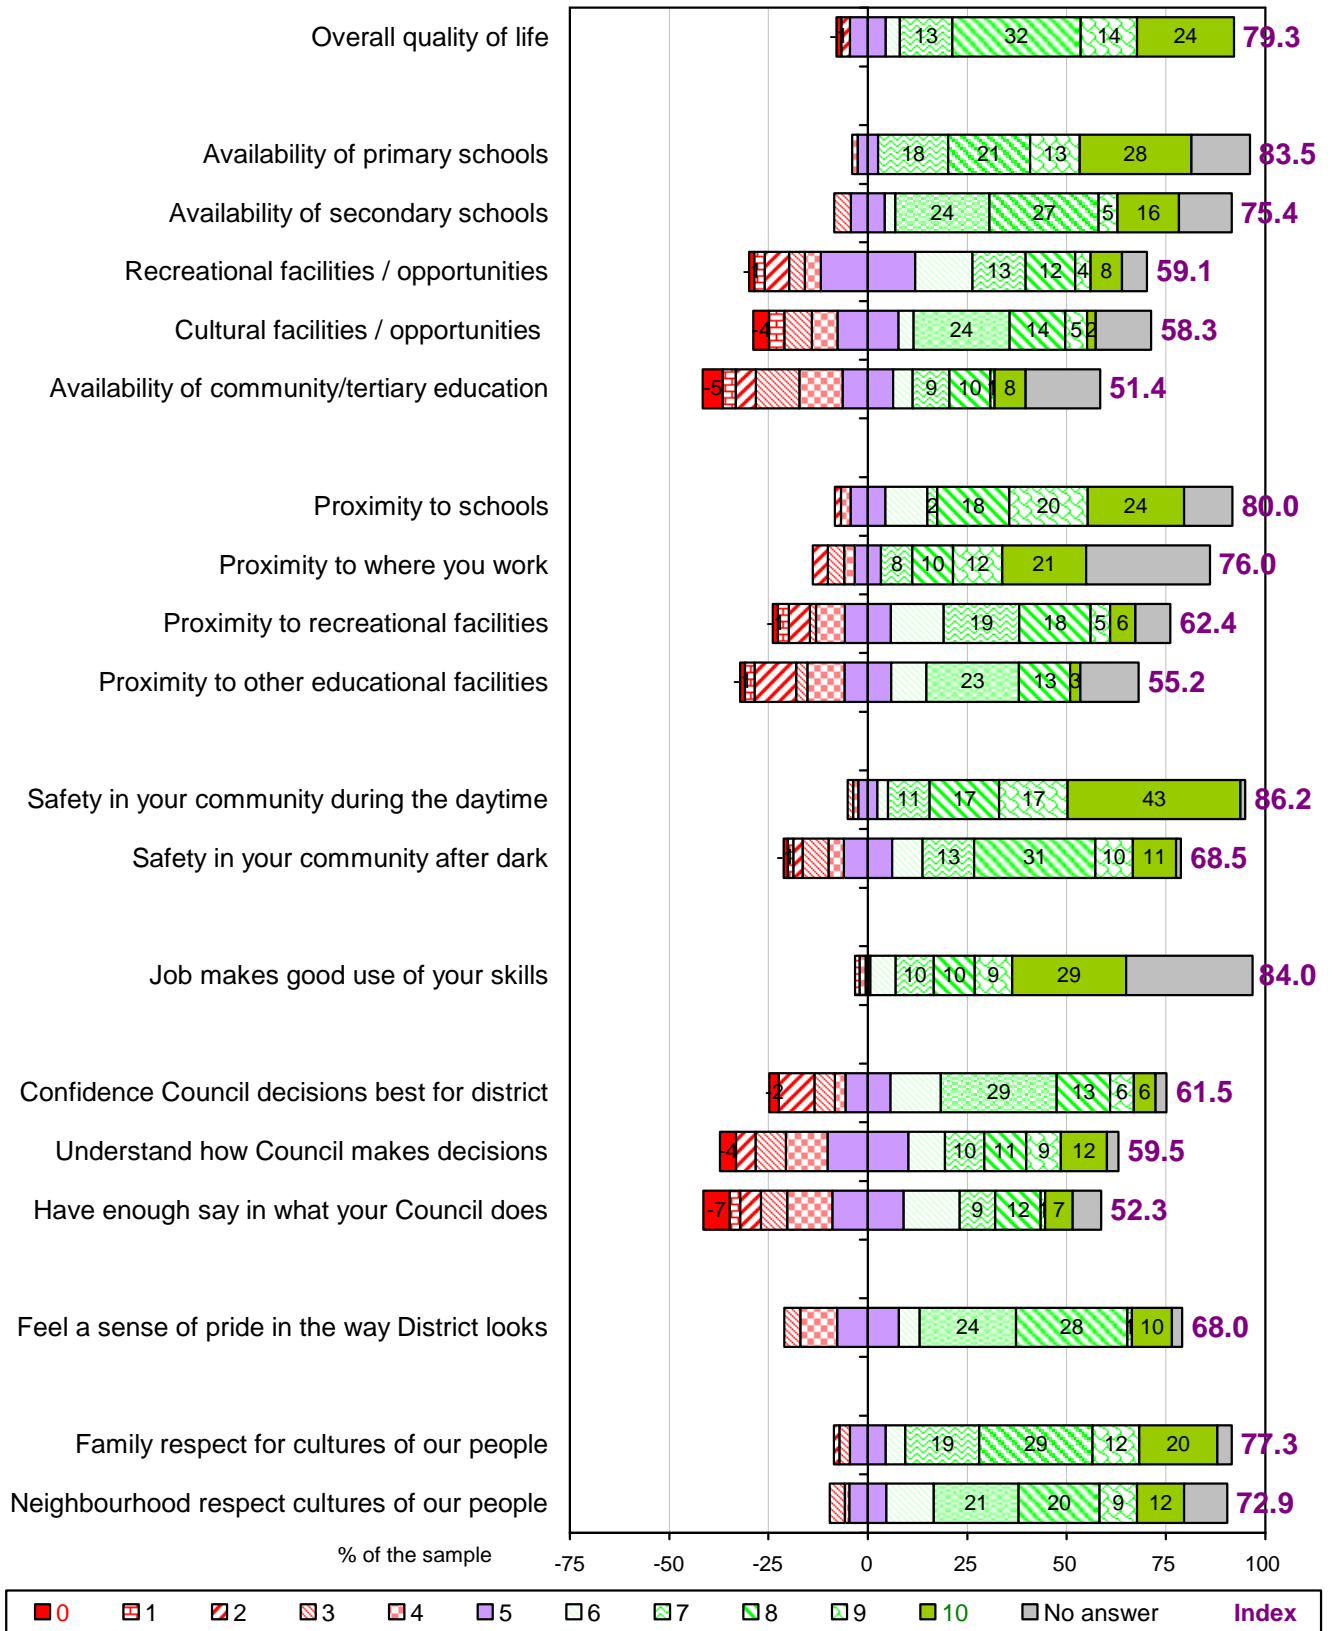 Overall quality of life -1 13 32 14 24 79.3
Availability of primary schools 18 21 13 28 83.5
Availability of secondary schools 24 27 5 16 75.4
Recreational facilities / opportunities -1 13 12 4 8 59.1
Cultural facilities / opportunities -4 24 14 5 2 58.3
Availability of community/tertiary education -5 9 10 1 8 51.4
Proximity to schools 2 18 20 24 80.0
Proximity to where you work 8 10 12 21 76.0
Proximity to recreational facilities -1 19 18 5 6 62.4
Proximity to other educational facilities -1 23 13 3 55.2
Safety in your community during the daytime 11 17 17 43 86.2
Safety in your community after dark -1 13 31 10 11 68.5
Job makes good use of your skills 10 10 9 29 84.0
Confidence Council decisions best for district -2 29 13 6 6 61.5
Understand how Council makes decisions -4 10 11 9 12 59.5
Have enough say in what your Council does -7 9 12 1 7 52.3
Feel a sense of pride in the way District looks 24 28 1 10 68.0
Family respect for cultures of our people 19 29 12 20 77.3
Neighbourhood respect cultures of our people 21 20 9 12 72.9
% of the sample -75 -50 -25 0 25 50 75 100
0 1 2 3 4 5 6 7 8 9 10 No answer Index